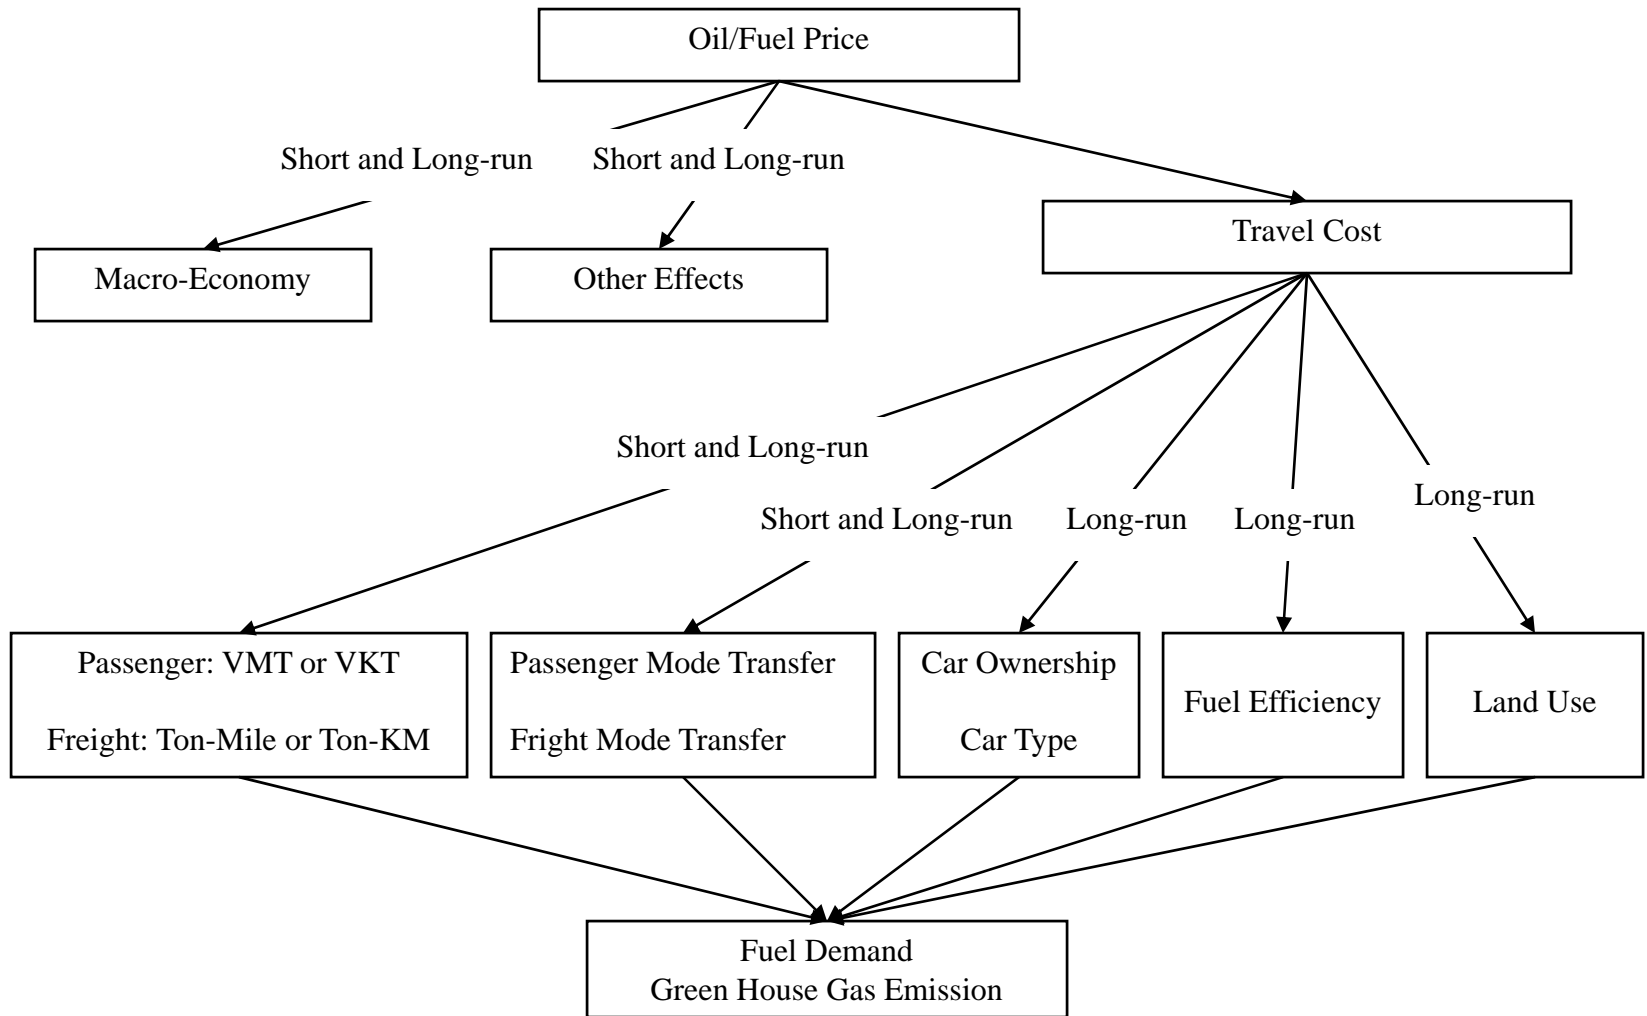 Oil/Fuel Price
Short and Long-run
Short and Long-run
Travel Cost
Macro-Economy
Other Effects
Short and Long-run
Short and Long-run
Long-run
Long-run
Long-run
Passenger: VMT or VKT
Freight: Ton-Mile or Ton-KM
Passenger Mode Transfer
Fright Mode Transfer
Car Ownership
Car Type
Fuel Efficiency
Land Use
Fuel Demand
Green House Gas Emission